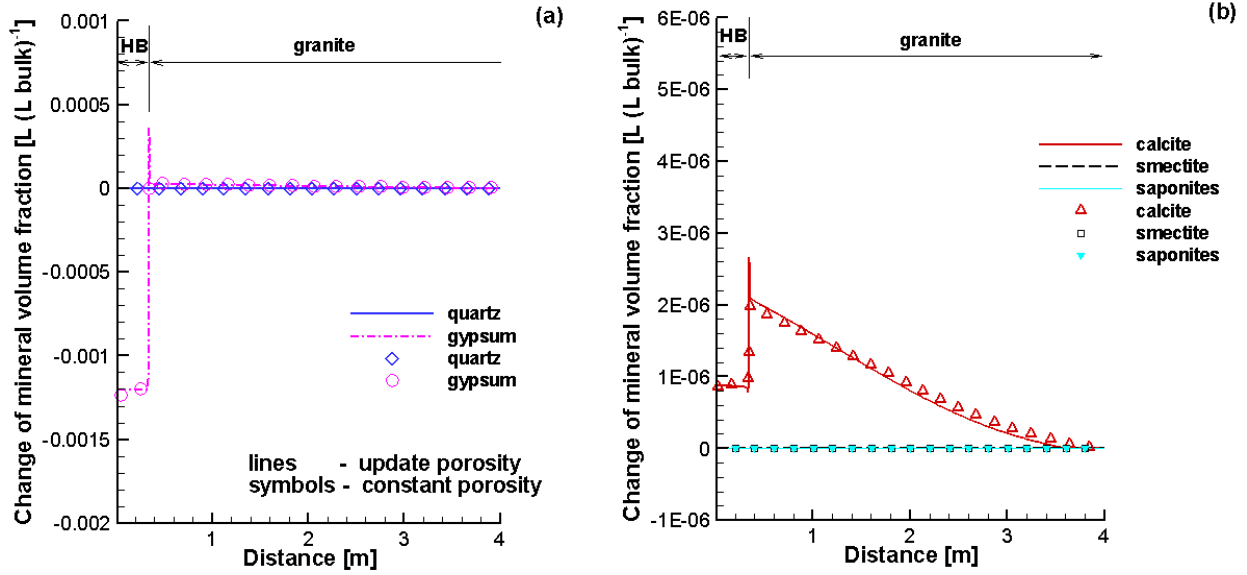 (a)
Change of mineral volume fraction [L (L bulk)-1]
0.001
0.0005
0
-0.0005
-0.001
-0.0015
-0.002
HB
granite
quartz
gypsum
quartz
gypsum
lines - update porosity
symbols - constant porosity
1
2
3
4
Distance [m]
(b)
Change of mineral volume fraction [L (L bulk)-1]
6E-06
5E-06
4E-06
3E-06
2E-06
1E-06
0
-1E-06
HB
granite
calcite
smectite
saponites
calcite
smectite
saponites
1
2
3
4
Distance [m]